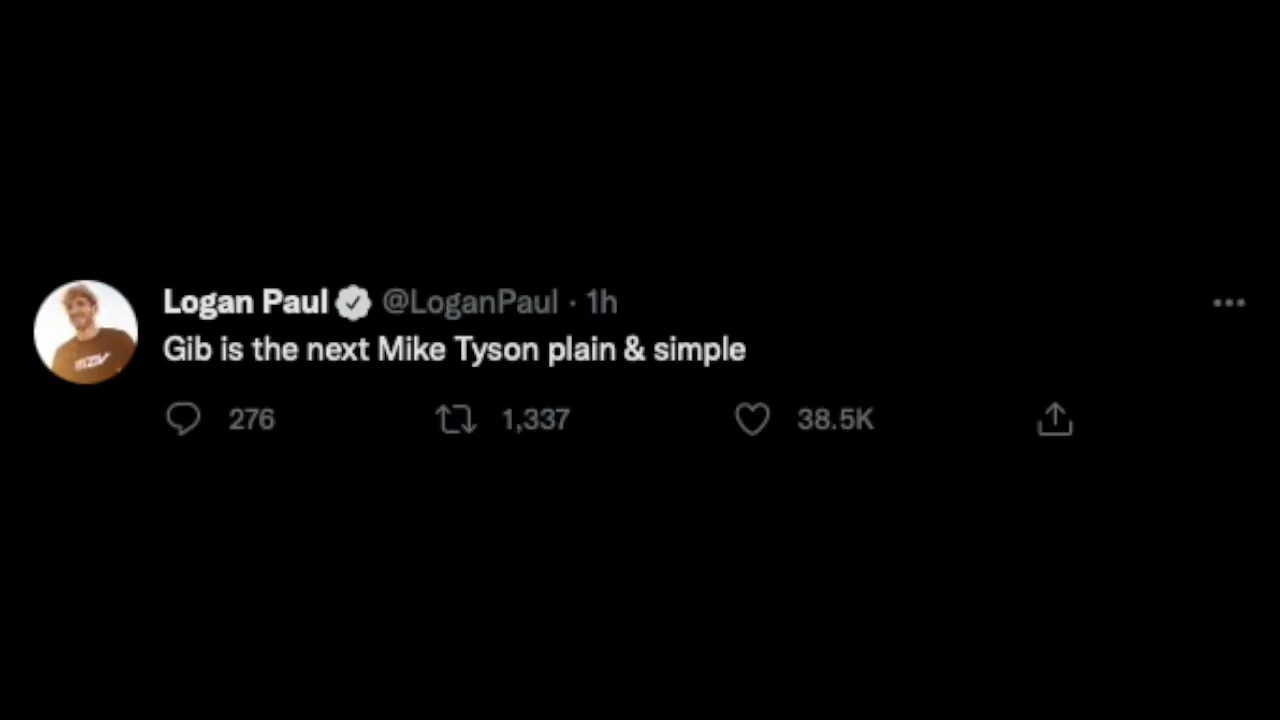 Logan Paul @LoganPaul · 1h
Gib is the next Mike Tyson plain & simple
276 1,337 38.5K